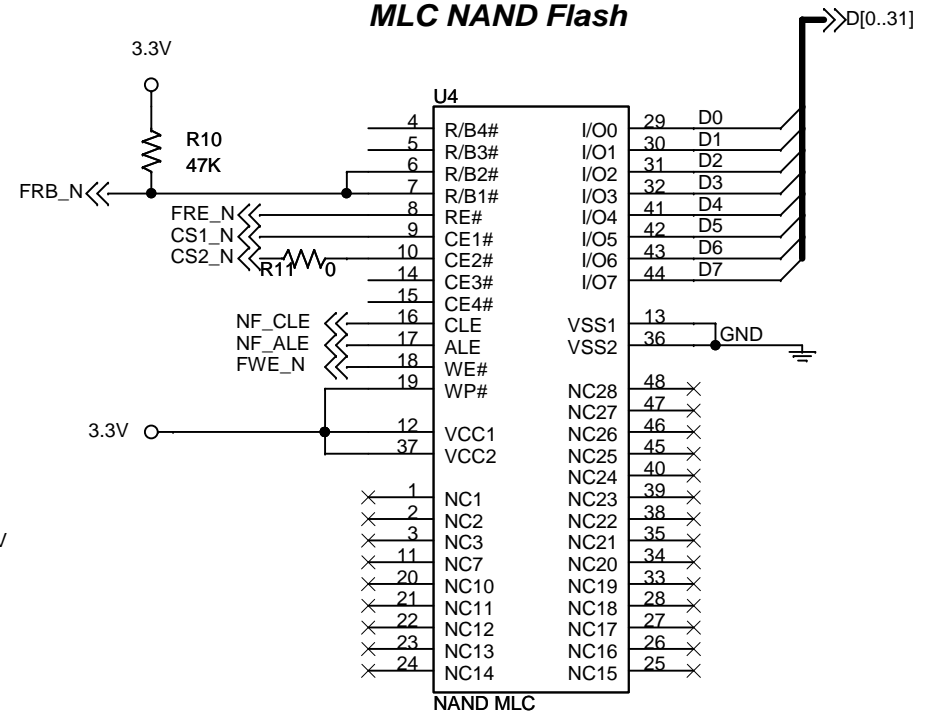 MLC NAND Flash
D[0..31]
3.3V
R10
47K
FRB_N
FRE_N
CS1_N
CS2_N
R11 0
NF_CLE
NF_ALE
FWE_N
3.3V
V
U4
4 R/B4#
5 R/B3#
6 R/B2#
7 R/B1#
8 RE#
9 CE1#
10 CE2#
14 CE3#
15 CE4#
16 CLE
17 ALE
18 WE#
19 WP#
12 VCC1
37 VCC2
1 NC1
2 NC2
3 NC3
11 NC7
20 NC10
21 NC11
22 NC12
23 NC13
24 NC14
I/O0 29 D0
I/O1 30 D1
I/O2 31 D2
I/O3 32 D3
I/O4 41 D4
I/O5 42 D5
I/O6 43 D6
I/O7 44 D7
VSS1 13
VSS2 36 GND
NC28 48
NC27 47
NC26 46
NC25 45
NC24 40
NC23 39
NC22 38
NC21 35
NC20 34
NC19 33
NC18 28
NC17 27
NC16 26
NC15 25
NAND MLC